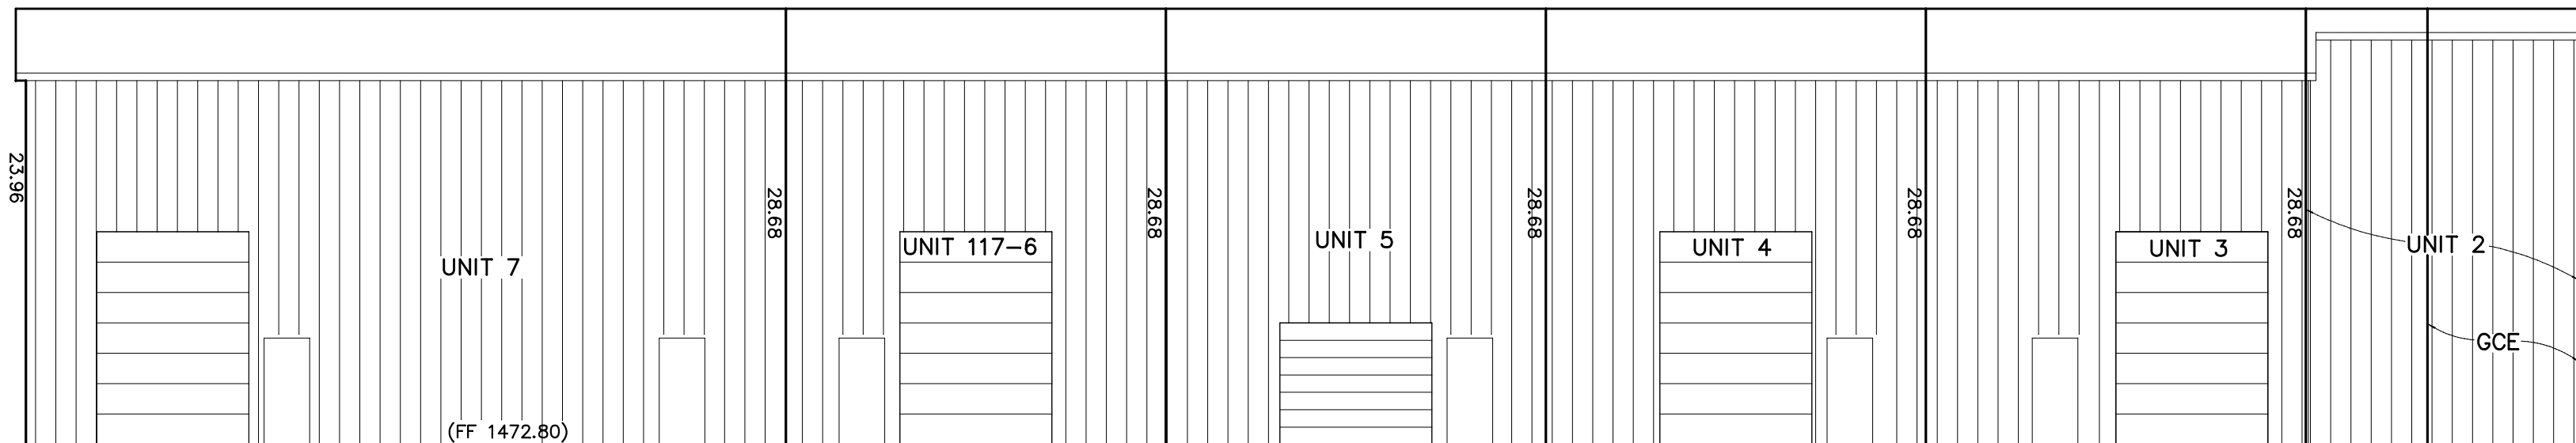 23.96
UNIT 7
(FF 1472.80)
28.68
UNIT 117-6
28.68
UNIT 5
28.68
UNIT 4
28.68
UNIT 3
28.68
UNIT 2
GCE